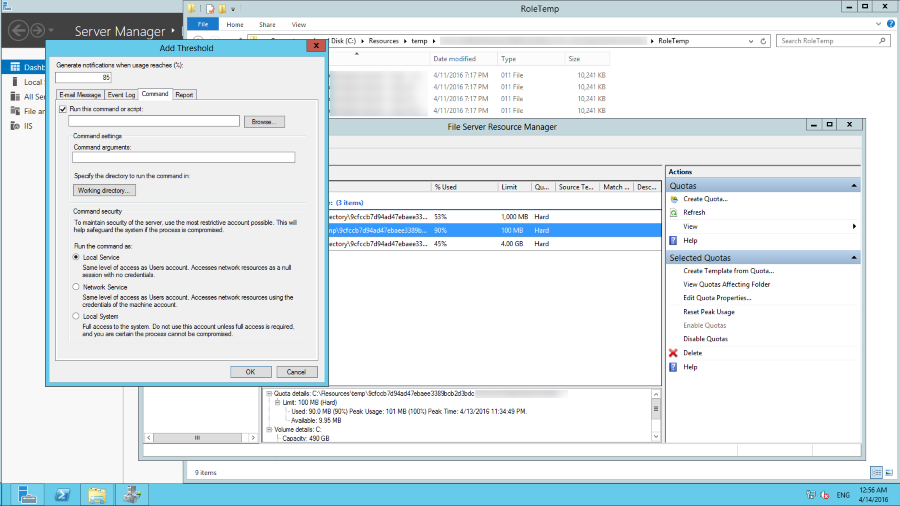 RoleTemp
File
Home
Share
View
Disk (C:)
Resources
temp
RoleTemp
Search RoleTemp
Server Manager
Dashb
Local
All Ser
File an
IIS
Date modified
Type
Size
4/11/2016 7:17 PM
011 File
10,241 KB
4/11/2016 7:17 PM
011 File
10,241 KB
4/11/2016 7:17 PM
011 File
10,241 KB
4/11/2016 7:17 PM
011 File
10,241 KB
Add Threshold
Generate notifications when usage reaches (%):
85
E-mail Message
Event Log
Command
Report
Run this command or script:
Browse...
Command settings
Command arguments:
Specify the directory to run the command in:
Working directory...
Command security
To maintain security of the server, use the most restrictive account possible. This will
help safeguard the system if the process is compromised.
Run the command as:
Local Service
Same level of access as Users account. Accesses network resources as a null
session with no credentials.
Network Service
Same level of access as Users account. Accesses network resources using the
credentials of the machine account.
Local System
Full access to the system. Do not use this account unless full access is required,
and you are certain the process cannot be compromised.
OK
Cancel
File Server Resource Manager
% Used
Limit
Qu...
Source Te...
Match ...
Desc...
(3 items)
53%
1,000 MB
Hard
90%
100 MB
Hard
45%
4.00 GB
Hard
Quota details: C:\Resources\temp\9cfccb7d94ad47ebaee3389bcb2d3bdc
Limit: 100 MB (Hard)
Used: 90.0 MB (90%) Peak Usage: 101 MB (100%) Peak Time: 4/13/2016 11:34:49 PM.
Available: 9.95 MB
Volume details: C:
Capacity: 490 GB
Actions
Quotas
Create Quota...
Refresh
View
Help
Selected Quotas
Create Template from Quota...
View Quotas Affecting Folder
Edit Quota Properties...
Reset Peak Usage
Enable Quotas
Disable Quotas
Delete
Help
9 items
ENG
12:56 AM
4/14/2016